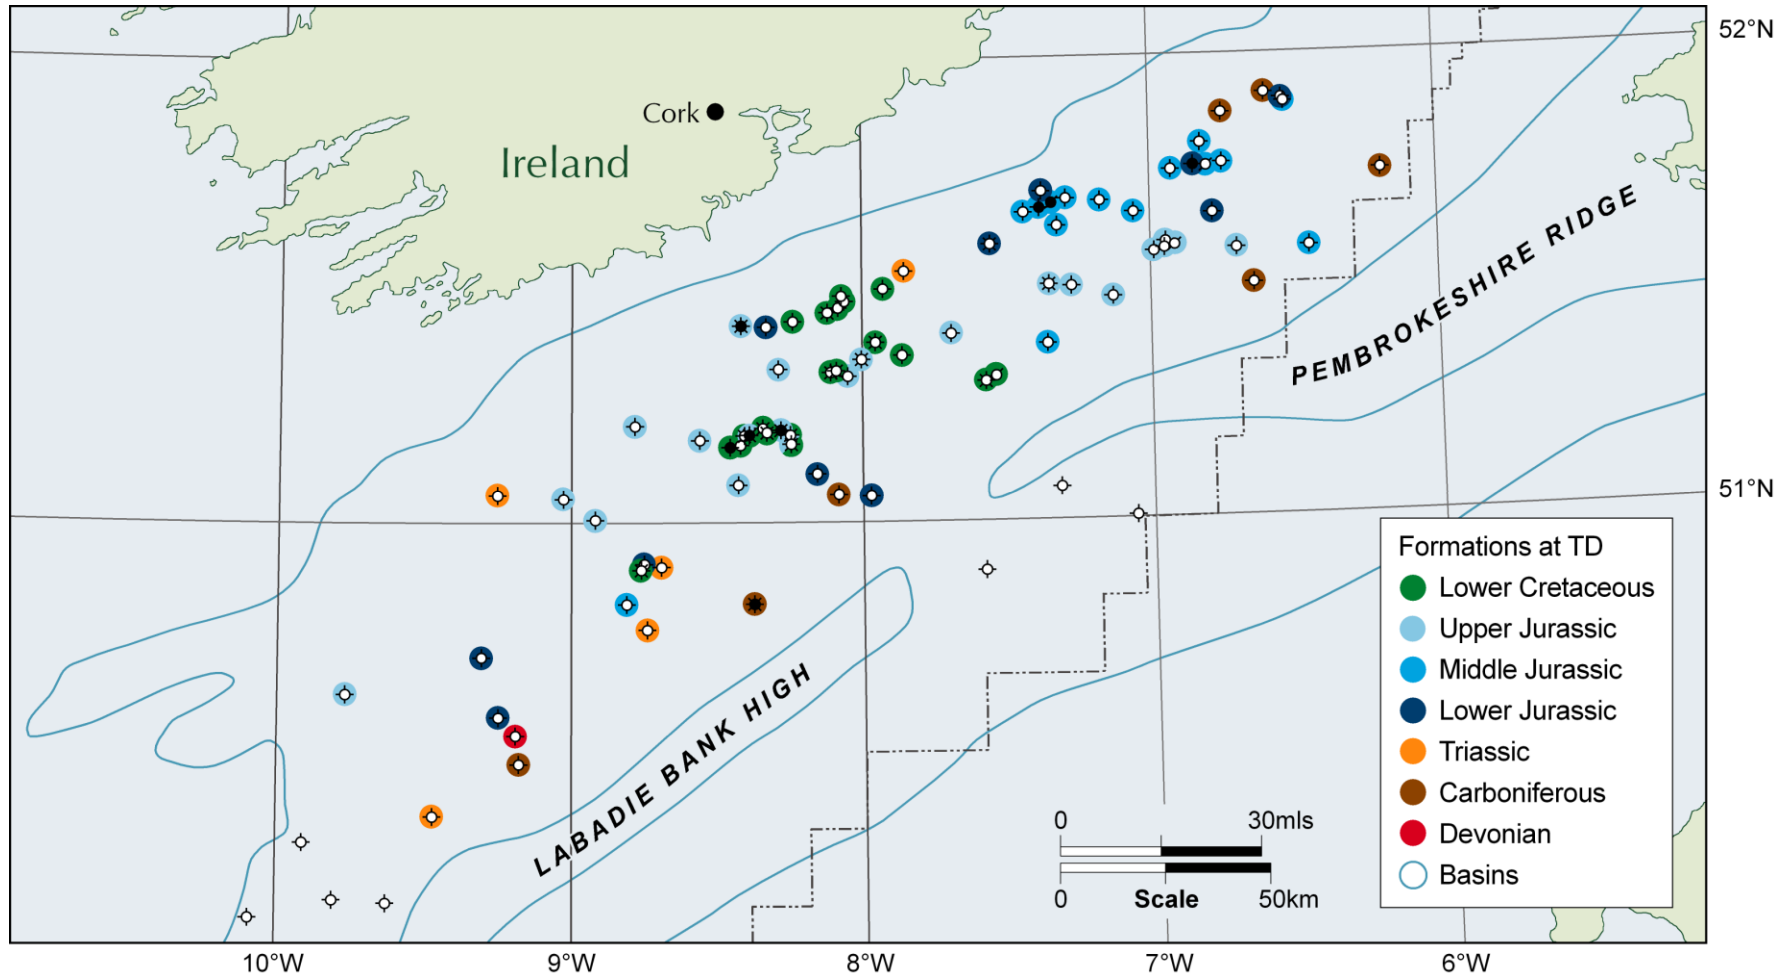 52°N
Cork
Ireland
PEMBROKESHIRE RIDGE
51°N
Formations at TD
Lower Cretaceous
Upper Jurassic
Middle Jurassic
Lower Jurassic
Triassic
Carboniferous
Devonian
Basins
LABADIE BANK HIGH
0 30mls
0 Scale 50km
10°W 9°W 8°W 7°W 6°W